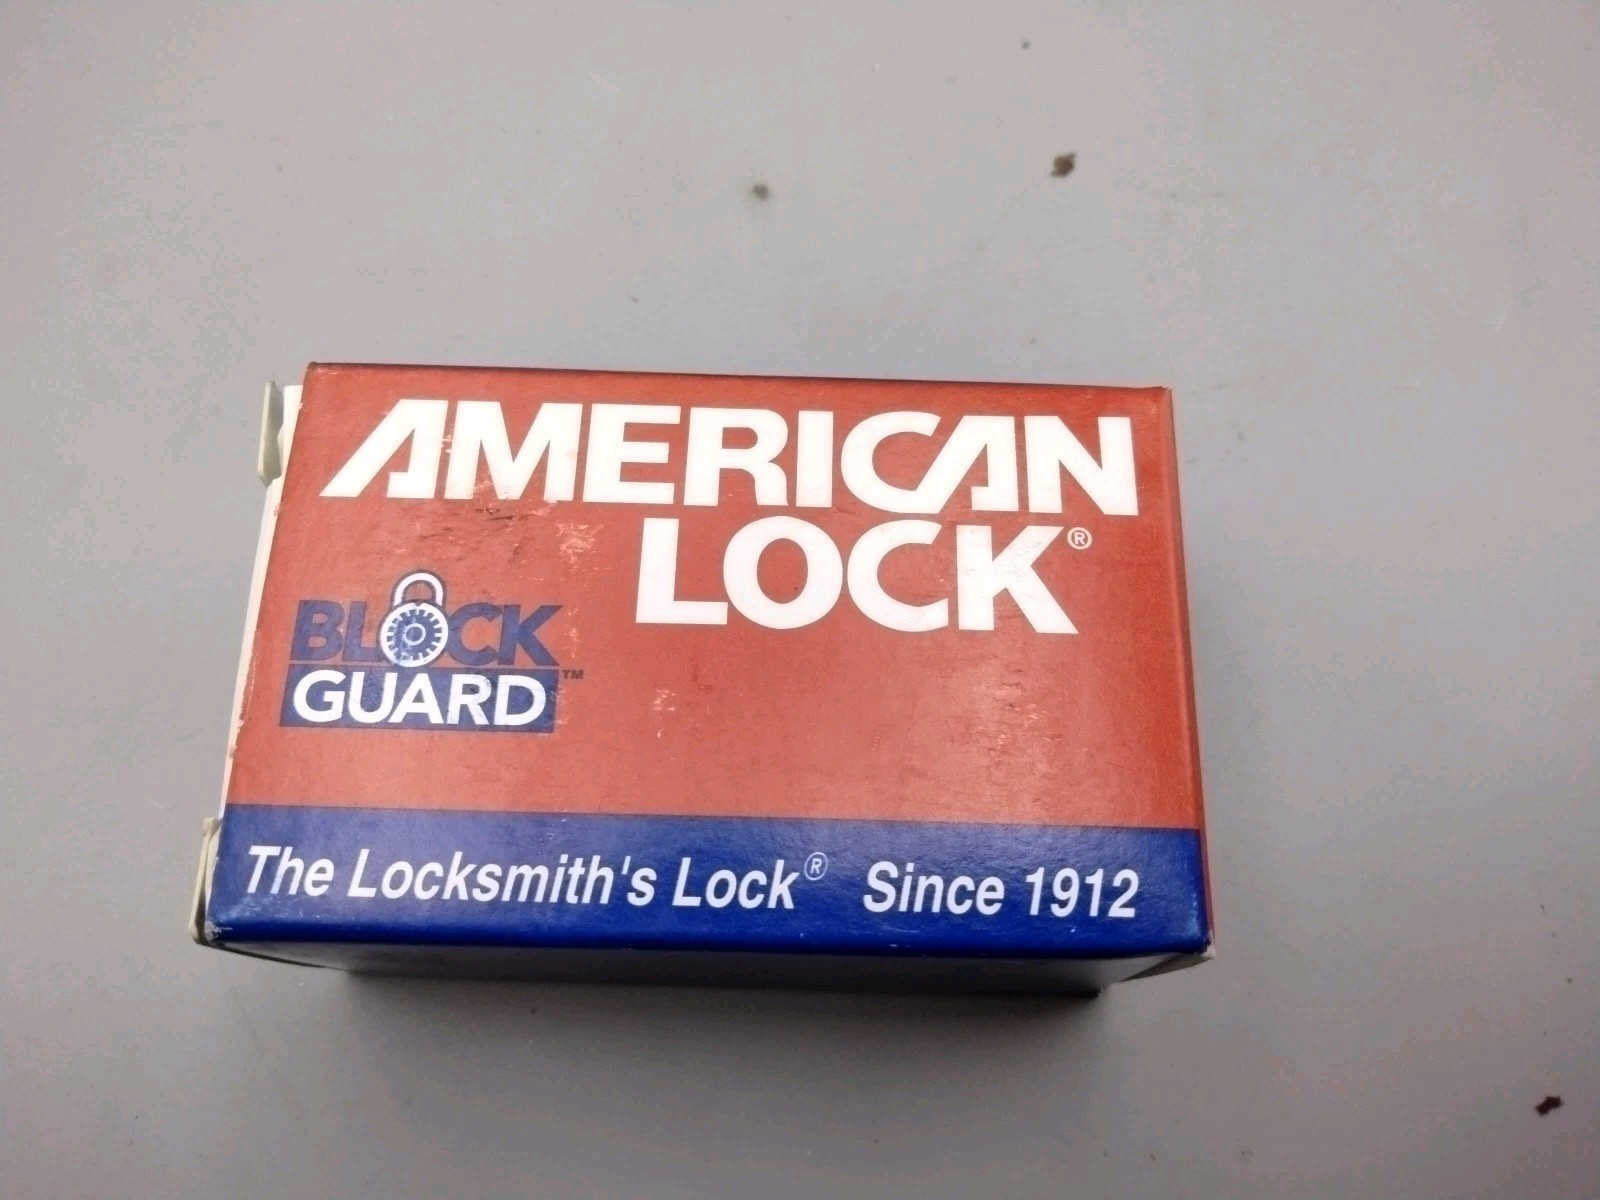 AMERICAN
LOCK®
BLOCK
GUARD™
The Locksmith's Lock® Since 1912